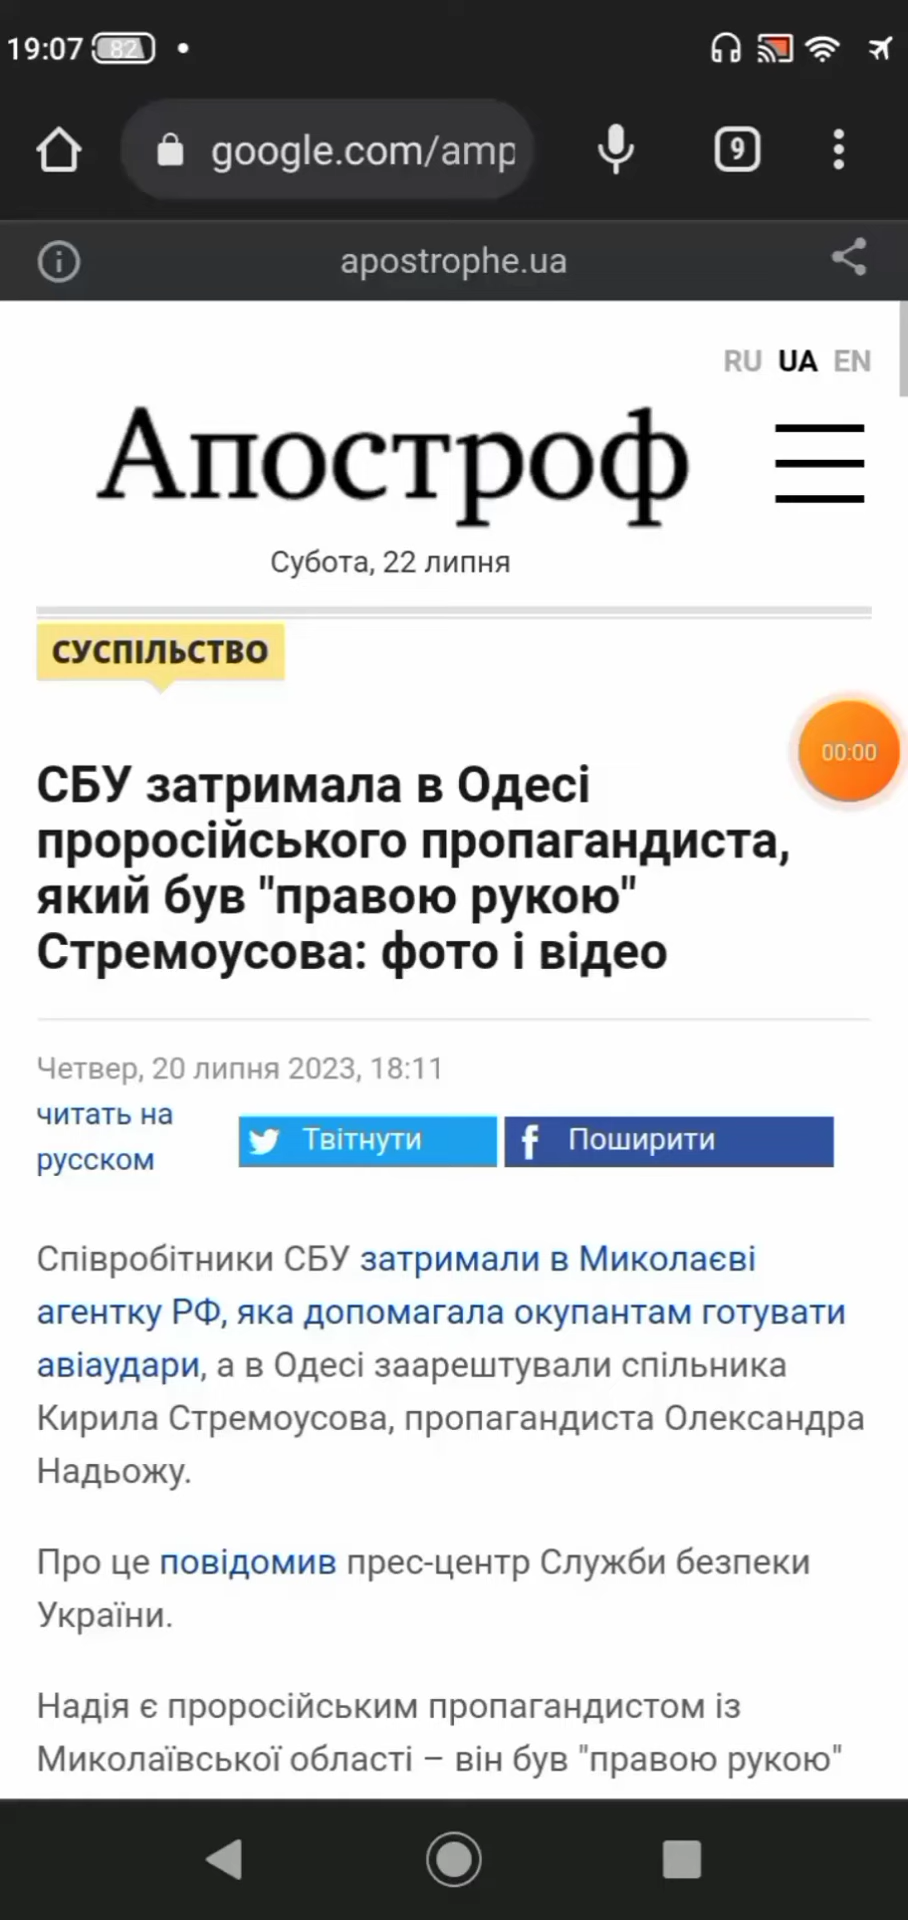 19:07 82
google.com/amp
9
apostrophe.ua
RU UA EN
Апостроф
Субота, 22 липня
СУСПІЛЬСТВО
00:00
СБУ затримала в Одесі
проросійського пропагандиста,
який був "правою рукою"
Стремоусова: фото і відео
Четвер, 20 липня 2023, 18:11
читать на
русском
Твітнути
Поширити
Співробітники СБУ затримали в Миколаєві
агентку РФ, яка допомагала окупантам готувати
авіаудари, а в Одесі заарештували спільника
Кирила Стремоусова, пропагандиста Олександра
Надьожу.
Про це повідомив прес-центр Служби безпеки
України.
Надія є проросійським пропагандистом із
Миколаївської області – він був "правою рукою"